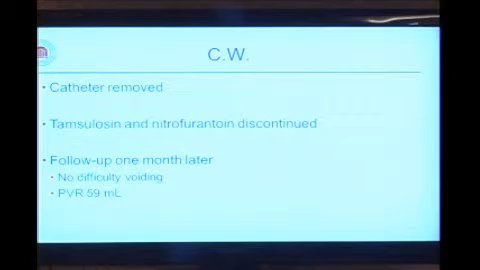 C.W.
• Catheter removed
• Tamsulosin and nitrofurantoin discontinued
• Follow-up one month later
• No difficulty voiding
• PVR 59 mL